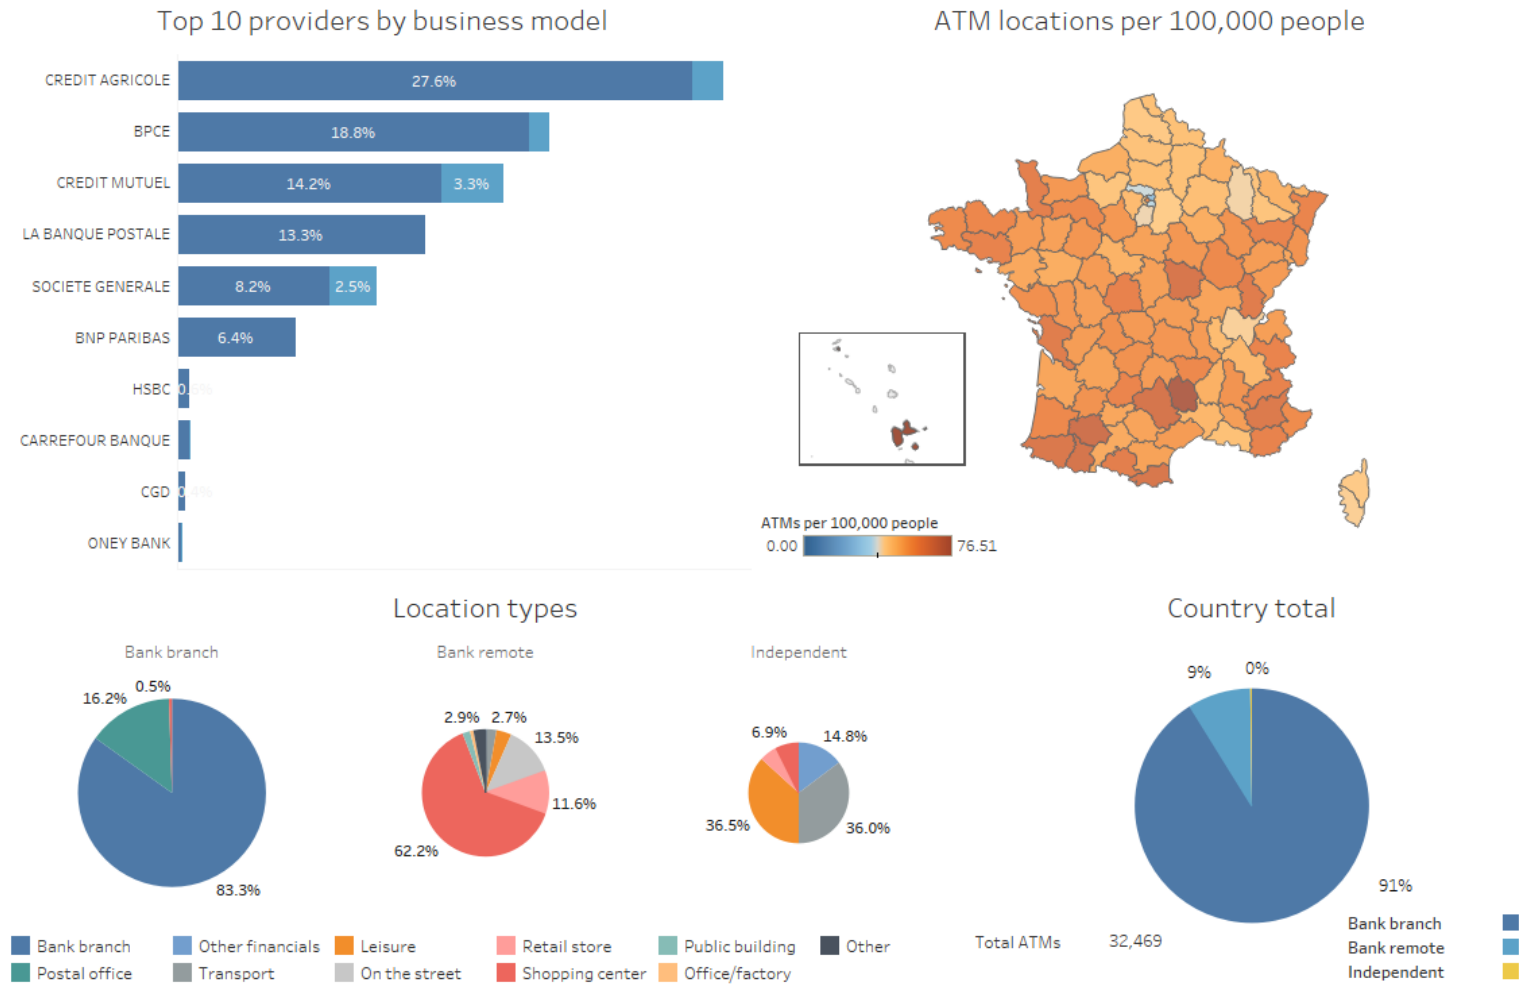 Top 10 providers by business model
CREDIT AGRICOLE 27.6%
BPCE 18.8%
CREDIT MUTUEL 14.2% 3.3%
LA BANQUE POSTALE 13.3%
SOCIETE GENERALE 8.2% 2.5%
BNP PARIBAS 6.4%
HSBC
CARREFOUR BANQUE
CGD 0.4%
ONEY BANK
ATM locations per 100,000 people
ATMs per 100,000 people
0.00 76.51
Location types
Bank branch
16.2% 0.5%
83.3%
Bank remote
2.9% 2.7%
13.5%
11.6%
62.2%
Independent
6.9% 14.8%
36.5% 36.0%
Country total
9% 0%
91%
Bank branch Other financials Leisure Retail store Public building Other
Postal office Transport On the street Shopping center Office/factory
Total ATMs 32,469
Bank branch
Bank remote
Independent